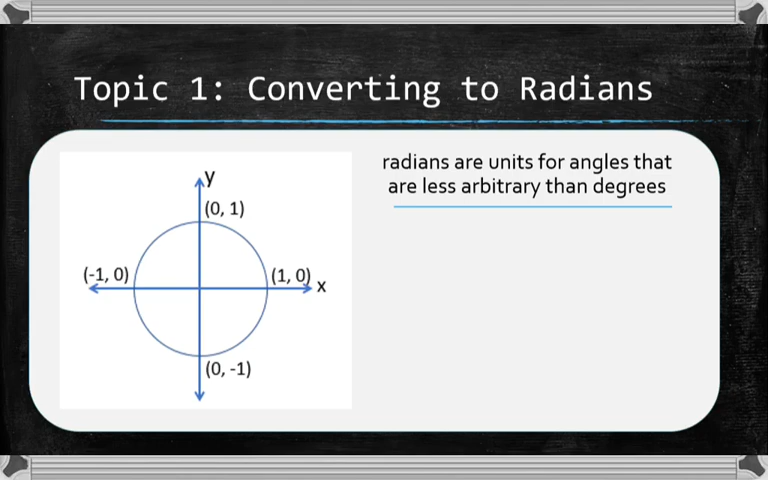 Topic 1: Converting to Radians
radians are units for angles that
are less arbitrary than degrees
y
(0, 1)
(-1, 0)
(1, 0)
x
(0, -1)